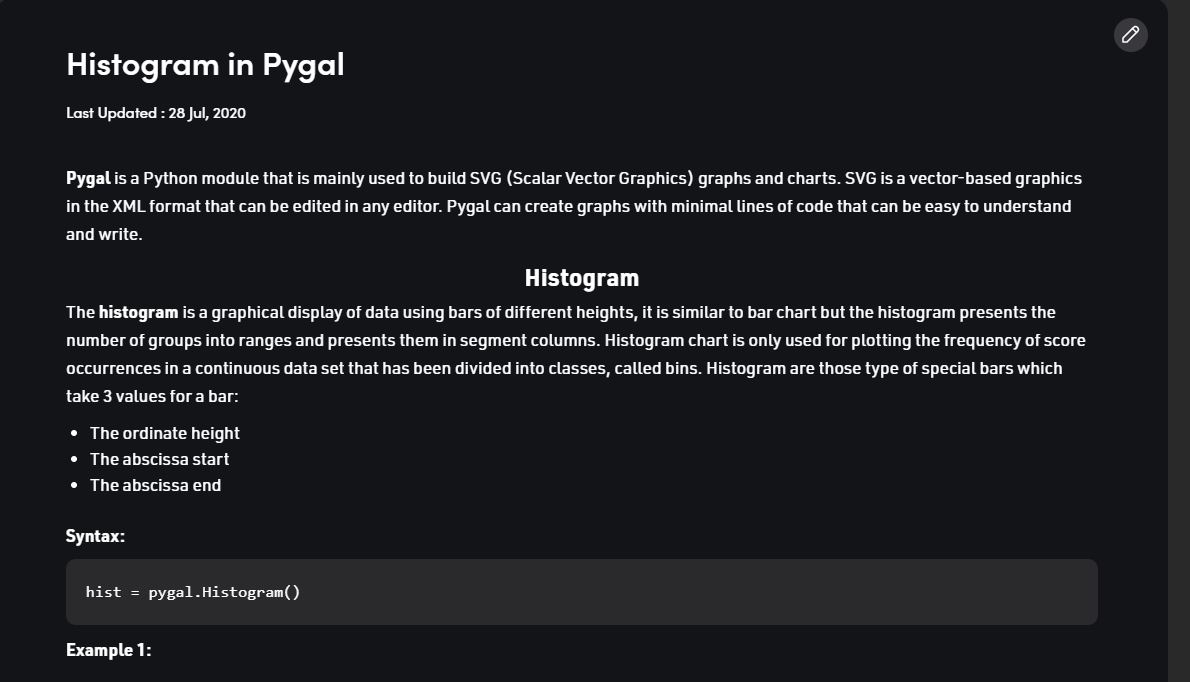 Histogram in Pygal
Last Updated : 28 Jul, 2020
Pygal is a Python module that is mainly used to build SVG (Scalar Vector Graphics) graphs and charts. SVG is a vector-based graphics
in the XML format that can be edited in any editor. Pygal can create graphs with minimal lines of code that can be easy to understand
and write.
Histogram
The histogram is a graphical display of data using bars of different heights, it is similar to bar chart but the histogram presents the
number of groups into ranges and presents them in segment columns. Histogram chart is only used for plotting the frequency of score
occurrences in a continuous data set that has been divided into classes, called bins. Histogram are those type of special bars which
take 3 values for a bar:
• The ordinate height
• The abscissa start
• The abscissa end
Syntax:
hist = pygal.Histogram()
Example 1: